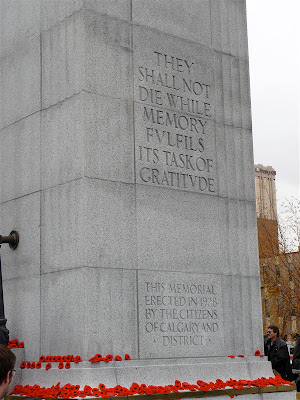 THEY
SHALL NOT
DIE WHILE
MEMORY
FVLFILS
ITS TASK OF
GRATITVDE
THIS MEMORIAL
ERECTED IN 1928
BY THE CITIZENS
OF CALGARY AND
· DISTRICT ·